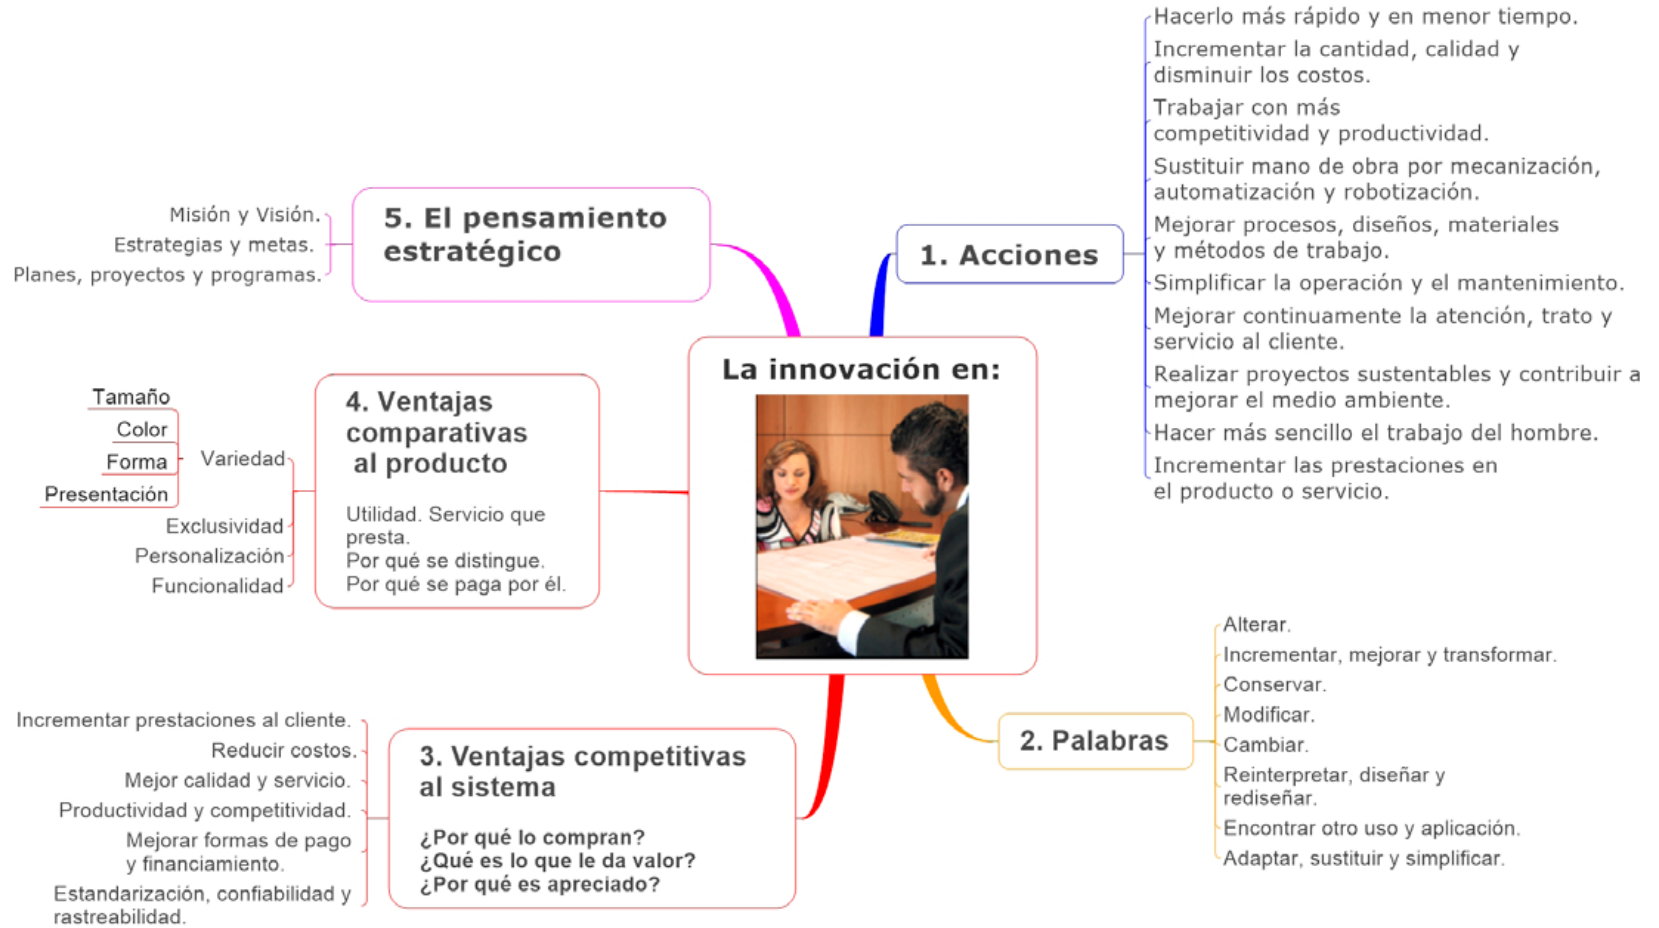 La innovación en:
1. Acciones
Hacerlo más rápido y en menor tiempo.
Incrementar la cantidad, calidad y
disminuir los costos.
Trabajar con más
competitividad y productividad.
Sustituir mano de obra por mecanización,
automatización y robotización.
Mejorar procesos, diseños, materiales
y métodos de trabajo.
Simplificar la operación y el mantenimiento.
Mejorar continuamente la atención, trato y
servicio al cliente.
Realizar proyectos sustentables y contribuir a
mejorar el medio ambiente.
Hacer más sencillo el trabajo del hombre.
Incrementar las prestaciones en
el producto o servicio.
2. Palabras
Alterar.
Incrementar, mejorar y transformar.
Conservar.
Modificar.
Cambiar.
Reinterpretar, diseñar y
rediseñar.
Encontrar otro uso y aplicación.
Adaptar, sustituir y simplificar.
3. Ventajas competitivas
al sistema
¿Por qué lo compran?
¿Qué es lo que le da valor?
¿Por qué es apreciado?
Incrementar prestaciones al cliente.
Reducir costos.
Mejor calidad y servicio.
Productividad y competitividad.
Mejorar formas de pago
y financiamiento.
Estandarización, confiabilidad y
rastreabilidad.
4. Ventajas
comparativas
al producto
Utilidad. Servicio que
presta.
Por qué se distingue.
Por qué se paga por él.
Variedad
Tamaño
Color
Forma
Presentación
Exclusividad
Personalización
Funcionalidad
5. El pensamiento
estratégico
Misión y Visión.
Estrategias y metas.
Planes, proyectos y programas.